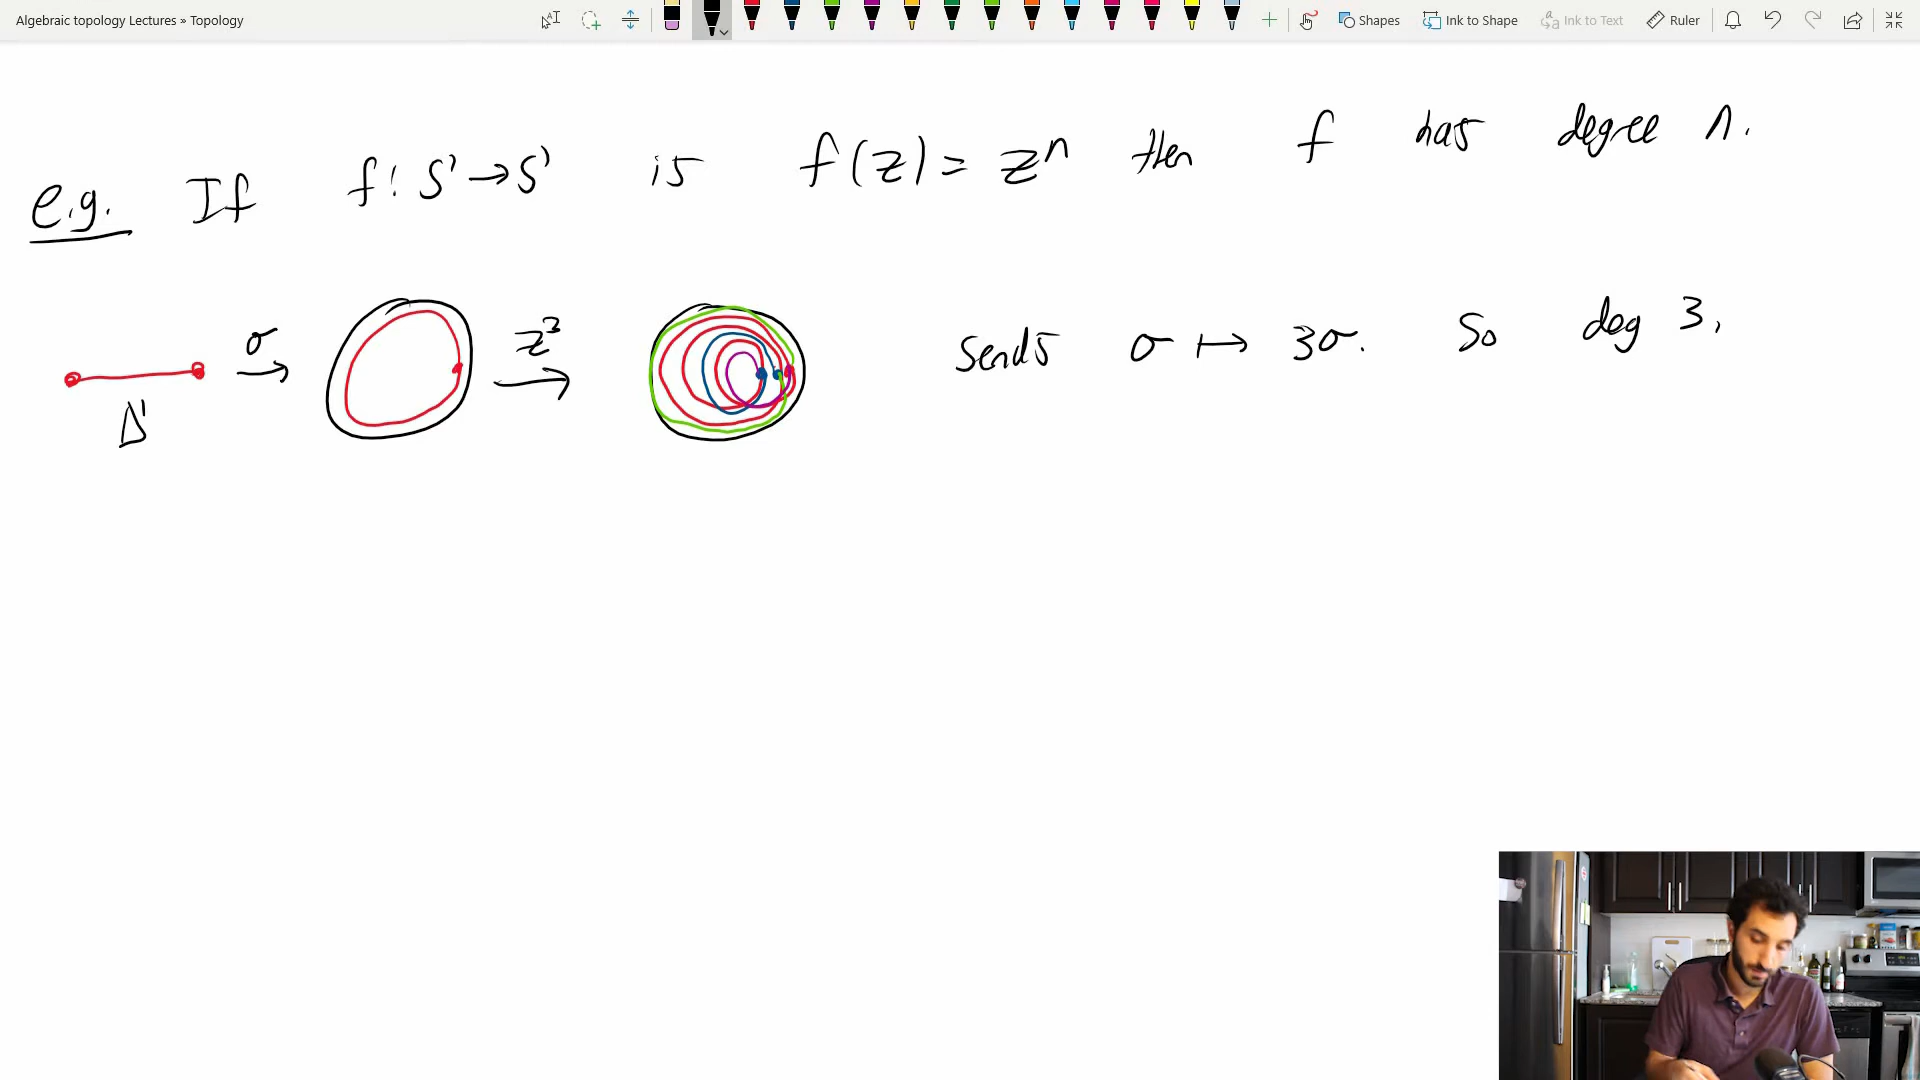 Algebraic topology Lectures » Topology
Shapes Ink to Shape Ink to Text Ruler
e.g. If f: S¹ → S¹ is f(z) = zⁿ then f has degree n.
σ → z³ → sends σ ↦ 3σ. So deg 3.
Δ¹